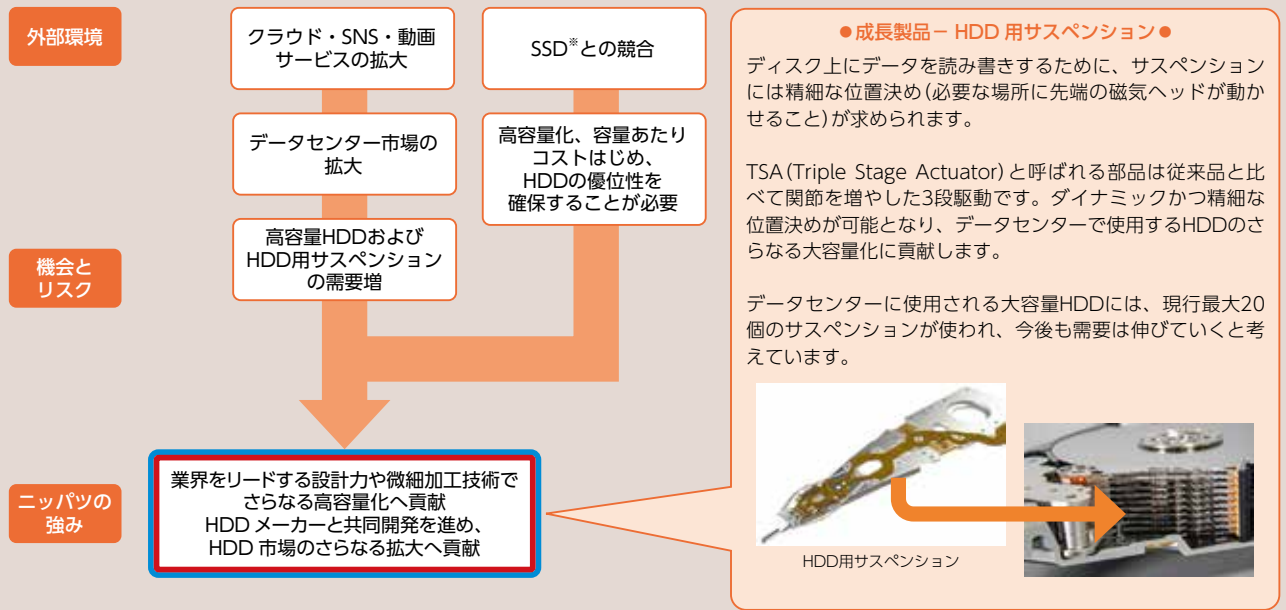 外部環境
クラウド・SNS・動画
サービスの拡大
SSD※との競合
データセンター市場の
拡大
高容量化、容量あたり
コストはじめ、
HDDの優位性を
確保することが必要
機会と
リスク
高容量HDDおよび
HDD用サスペンション
の需要増
ニッパツの
強み
業界をリードする設計力や微細加工技術で
さらなる高容量化へ貢献
HDD メーカーと共同開発を進め、
HDD 市場のさらなる拡大へ貢献
●成長製品－ HDD 用サスペンション●
ディスク上にデータを読み書きするために、サスペンション
には精細な位置決め(必要な場所に先端の磁気ヘッドが動か
せること)が求められます。
TSA(Triple Stage Actuator)と呼ばれる部品は従来品と比
べて関節を増やした3段駆動です。ダイナミックかつ精細な
位置決めが可能となり、データセンターで使用するHDDのさ
らなる大容量化に貢献します。
データセンターに使用される大容量HDDには、現行最大20
個のサスペンションが使われ、今後も需要は伸びていくと考
えています。
HDD用サスペンション